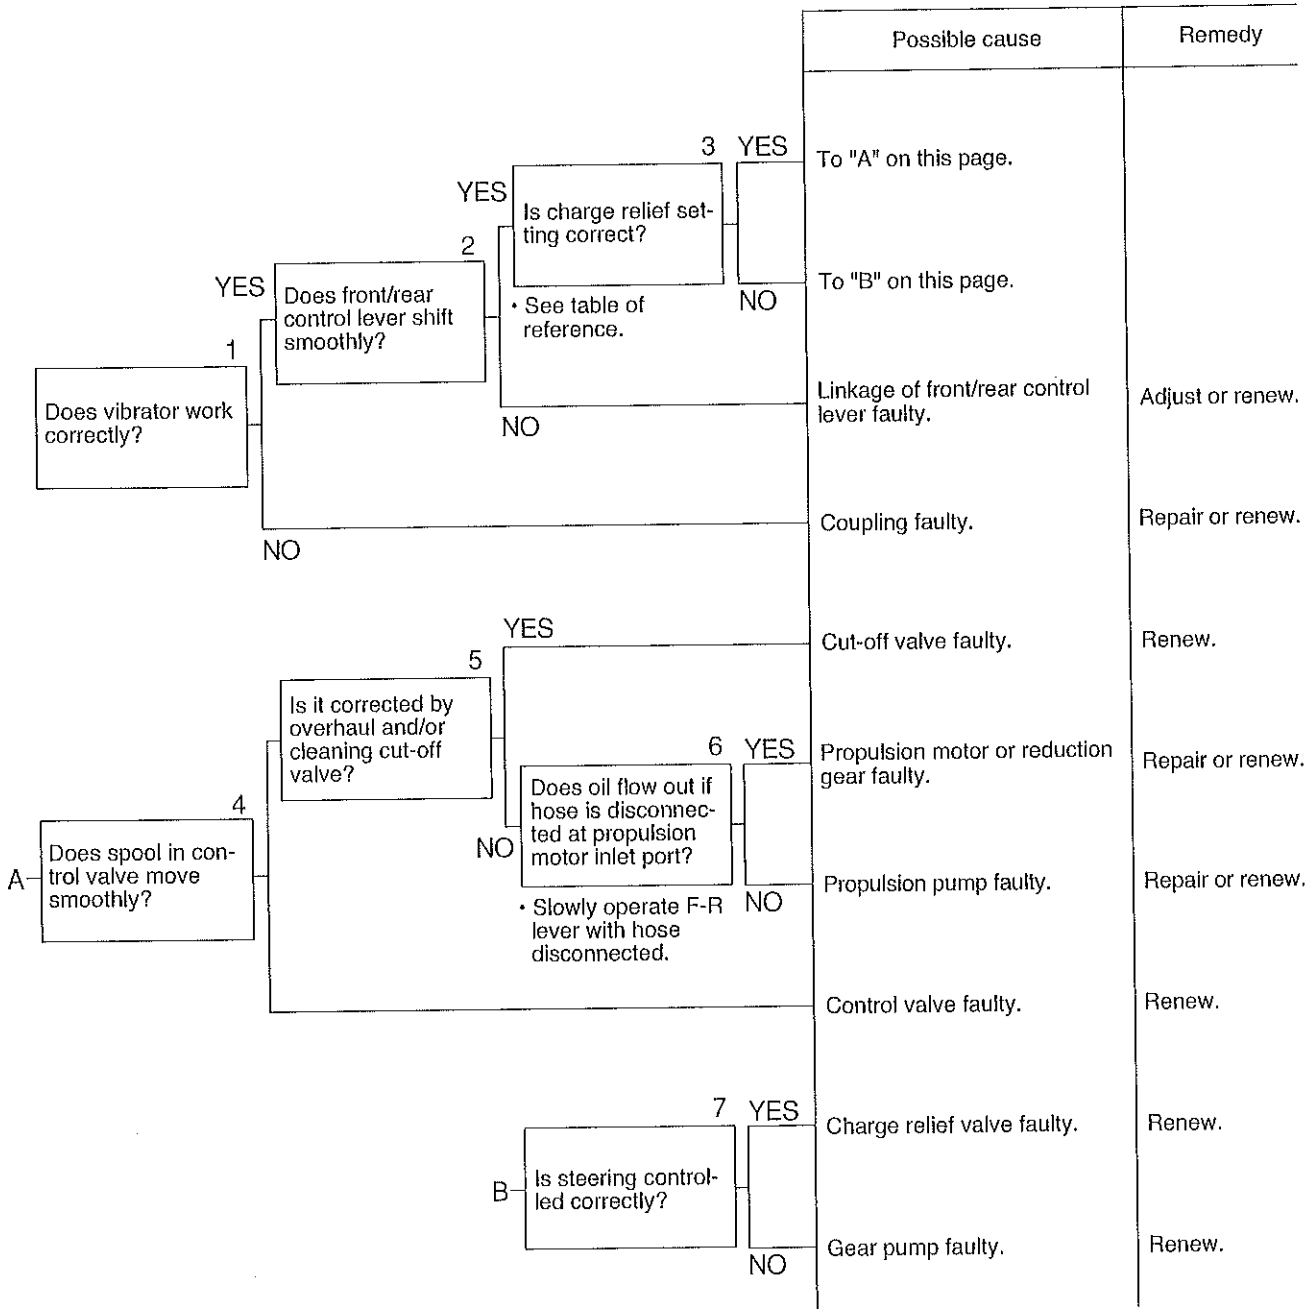 Possible cause
Remedy
3
YES
To "A" on this page.
YES
Is charge relief set-
ting correct?
2
YES
Does front/rear
control lever shift
smoothly?
NO
To "B" on this page.
• See table of
reference.
1
Does vibrator work
correctly?
NO
Linkage of front/rear control
lever faulty.
Adjust or renew.
NO
Coupling faulty.
Repair or renew.
YES
Cut-off valve faulty.
Renew.
5
Is it corrected by
overhaul and/or
cleaning cut-off
valve?
6
YES
Propulsion motor or reduction
gear faulty.
Repair or renew.
NO
Does oil flow out if
hose is disconnec-
ted at propulsion
motor inlet port?
4
A
Does spool in con-
trol valve move
smoothly?
NO
Propulsion pump faulty.
Repair or renew.
• Slowly operate F-R
lever with hose
disconnected.
Control valve faulty.
Renew.
7
YES
Charge relief valve faulty.
Renew.
B
Is steering control-
led correctly?
NO
Gear pump faulty.
Renew.